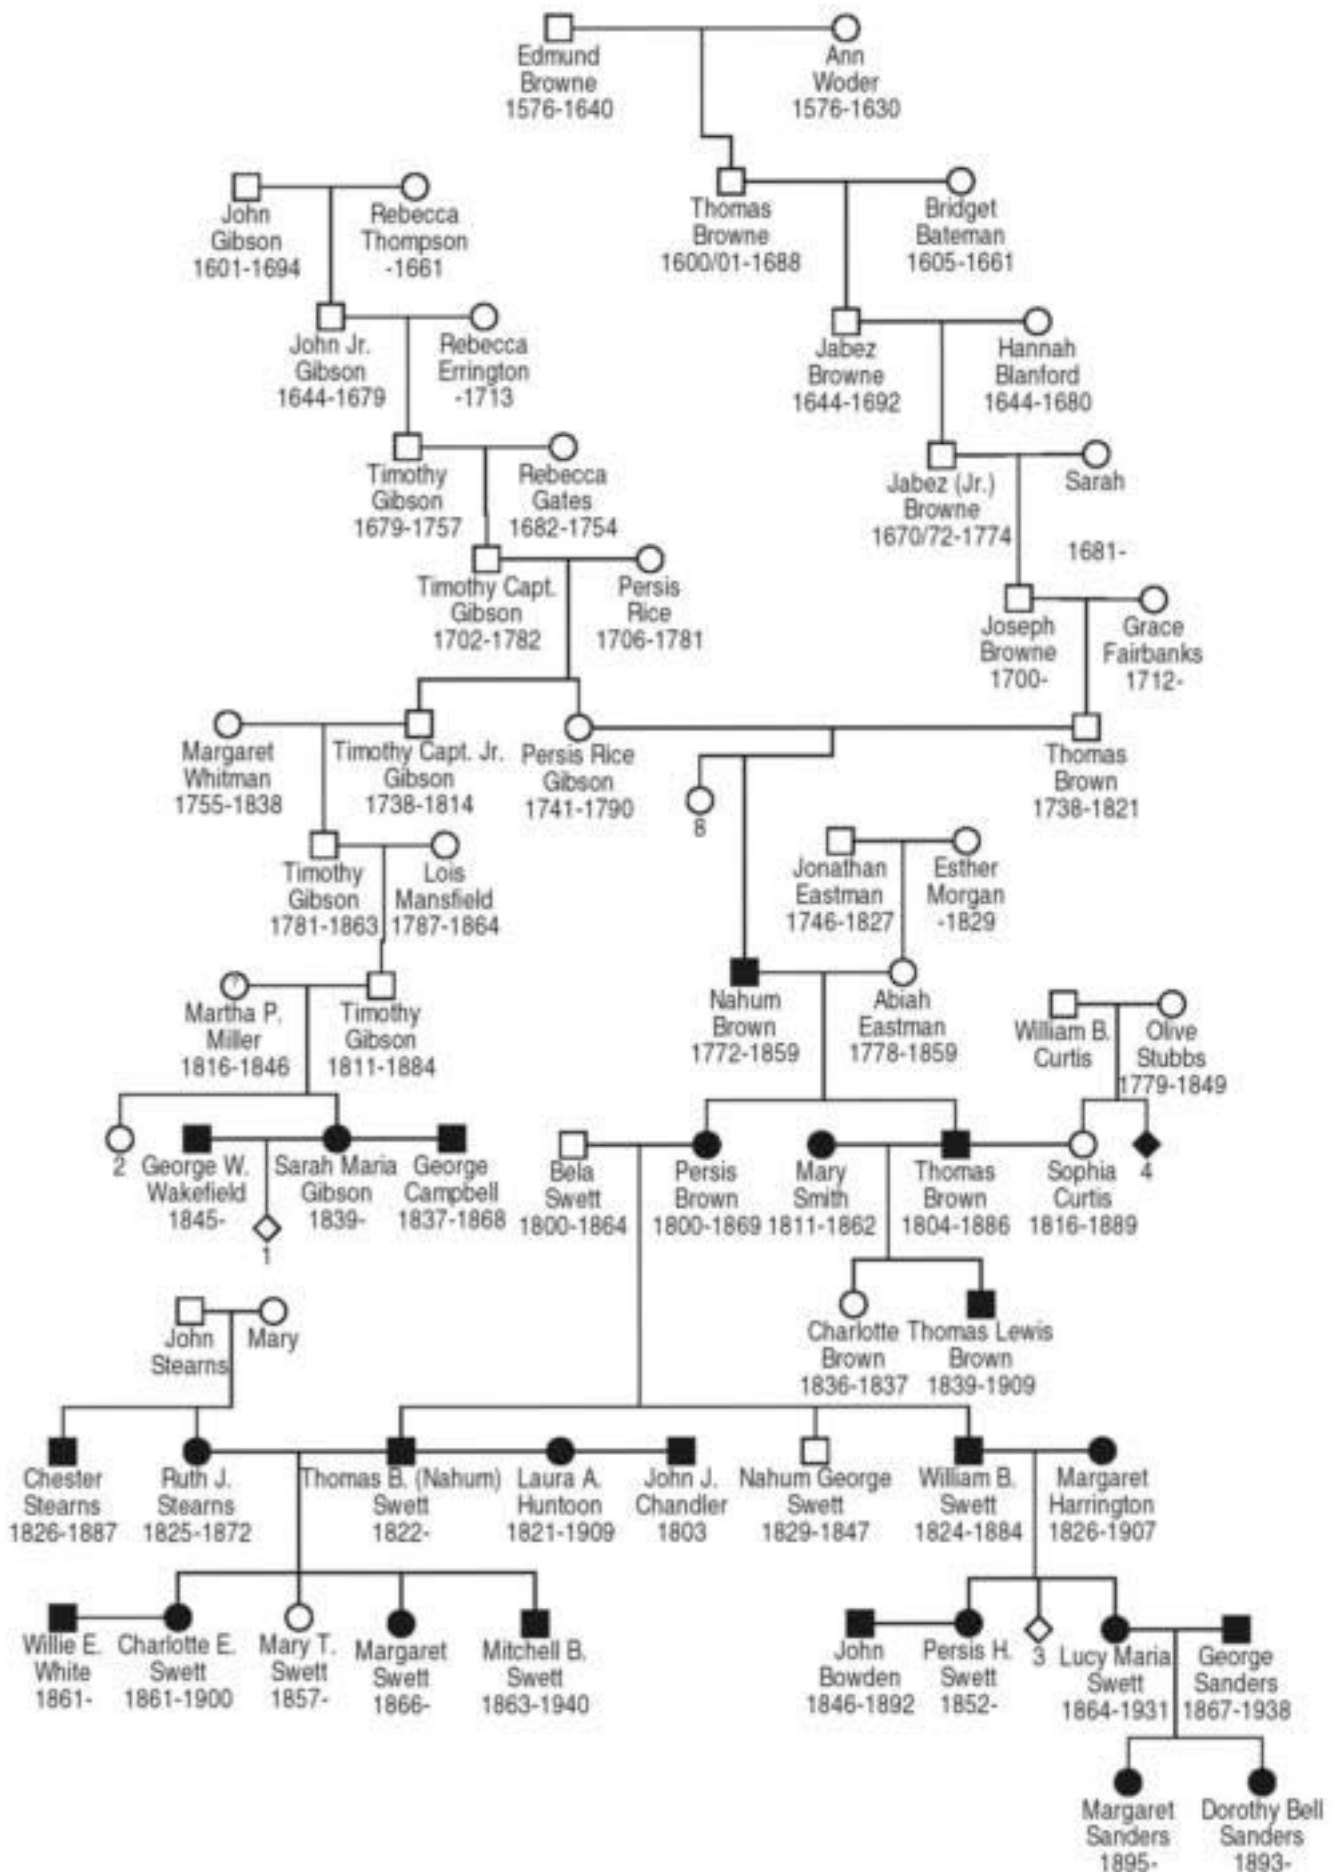 Edmund
Browne
1576-1640
Ann
Woder
1576-1630
John
Gibson
1601-1694
Rebecca
Thompson
-1661
Thomas
Browne
1600/01-1688
Bridget
Bateman
1605-1661
John Jr.
Gibson
1644-1679
Rebecca
Errington
-1713
Jabez
Browne
1644-1692
Hannah
Blanford
1644-1680
Timothy
Gibson
1679-1757
Rebecca
Gates
1682-1754
Jabez (Jr.)
Browne
1670/72-1774
Sarah
1681-
Timothy Capt.
Gibson
1702-1782
Persis
Rice
1706-1781
Joseph
Browne
1700-
Grace
Fairbanks
1712-
Margaret
Whitman
1755-1838
Timothy Capt. Jr.
Gibson
1738-1814
Persis Rice
Gibson
1741-1790
8
Thomas
Brown
1738-1821
Timothy
Gibson
1781-1863
Lois
Mansfield
1787-1864
Jonathan
Eastman
1746-1827
Esther
Morgan
-1829
?
Martha P.
Miller
1816-1846
Timothy
Gibson
1811-1884
Nahum
Brown
1772-1859
Abiah
Eastman
1778-1859
William B.
Curtis
Olive
Stubbs
1779-1849
2
George W.
Wakefield
1845-
Sarah Maria
Gibson
1839-
George
Campbell
1837-1868
1
Bela
Swett
1800-1864
Persis
Brown
1800-1869
Mary
Smith
1811-1862
Thomas
Brown
1804-1886
Sophia
Curtis
1816-1889
4
John
Stearns
Mary
Charlotte
Brown
1836-1837
Thomas Lewis
Brown
1839-1909
Chester
Stearns
1826-1887
Ruth J.
Stearns
1825-1872
Thomas B. (Nahum)
Swett
1822-
Laura A.
Huntoon
1821-1909
John J.
Chandler
1803
Nahum George
Swett
1829-1847
William B.
Swett
1824-1884
Margaret
Harrington
1826-1907
Willie E.
White
1861-
Charlotte E.
Swett
1861-1900
Mary T.
Swett
1857-
Margaret
Swett
1866-
Mitchell B.
Swett
1863-1940
John
Bowden
1846-1892
Persis H.
Swett
1852-
3
Lucy Maria
Swett
1864-1931
George
Sanders
1867-1938
Margaret
Sanders
1895-
Dorothy Bell
Sanders
1893-